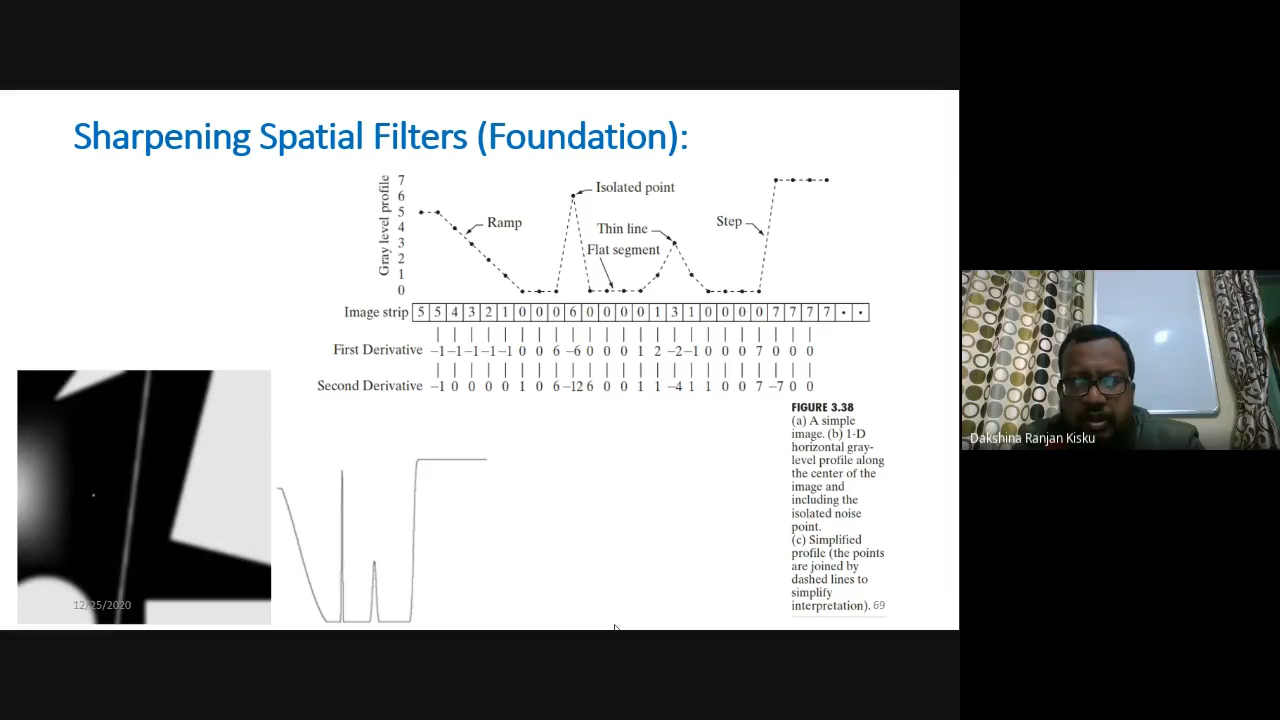 Sharpening Spatial Filters (Foundation):
Gray level profile
7
6
5
4
3
2
1
0
Isolated point
Ramp
Thin line
Flat segment
Step
Image strip 5 5 4 3 2 1 0 0 0 6 0 0 0 0 1 3 1 0 0 0 0 7 7 7 7 • •
First Derivative −1 −1 −1 −1 −1 0 0 6 −6 0 0 0 1 2 −2 −1 0 0 0 7 0 0 0
Second Derivative −1 0 0 0 0 1 0 6 −12 6 0 0 1 1 −4 1 1 0 0 7 −7 0 0
FIGURE 3.38
(a) A simple
image. (b) 1-D
horizontal gray-
level profile along
the center of the
image and
including the
isolated noise
point.
(c) Simplified
profile (the points
are joined by
dashed lines to
simplify
interpretation).
69
12/25/2020
Dakshina Ranjan Kisku